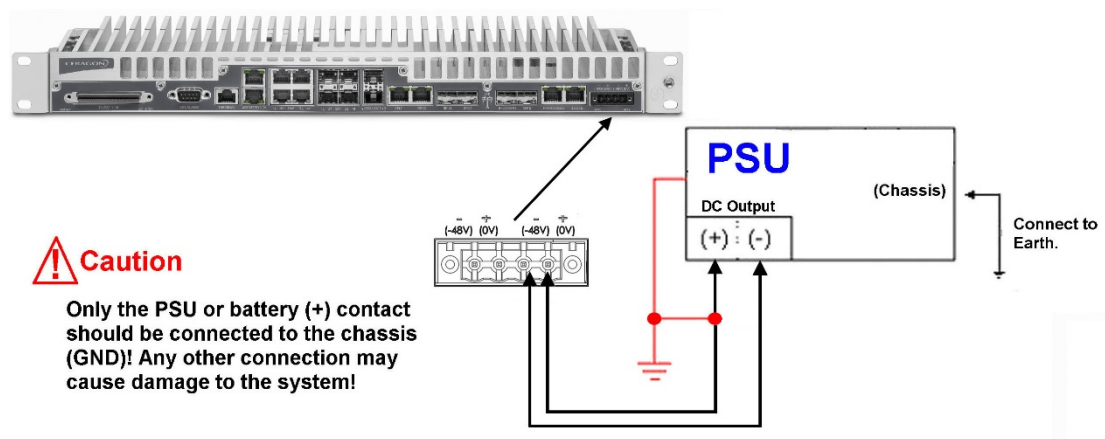 CERAGON
PSU
(Chassis)
DC Output
(+) : (-)
Connect to
Earth.
- + - +
(-48V) (0V) (-48V) (0V)
Caution
Only the PSU or battery (+) contact
should be connected to the chassis
(GND)! Any other connection may
cause damage to the system!